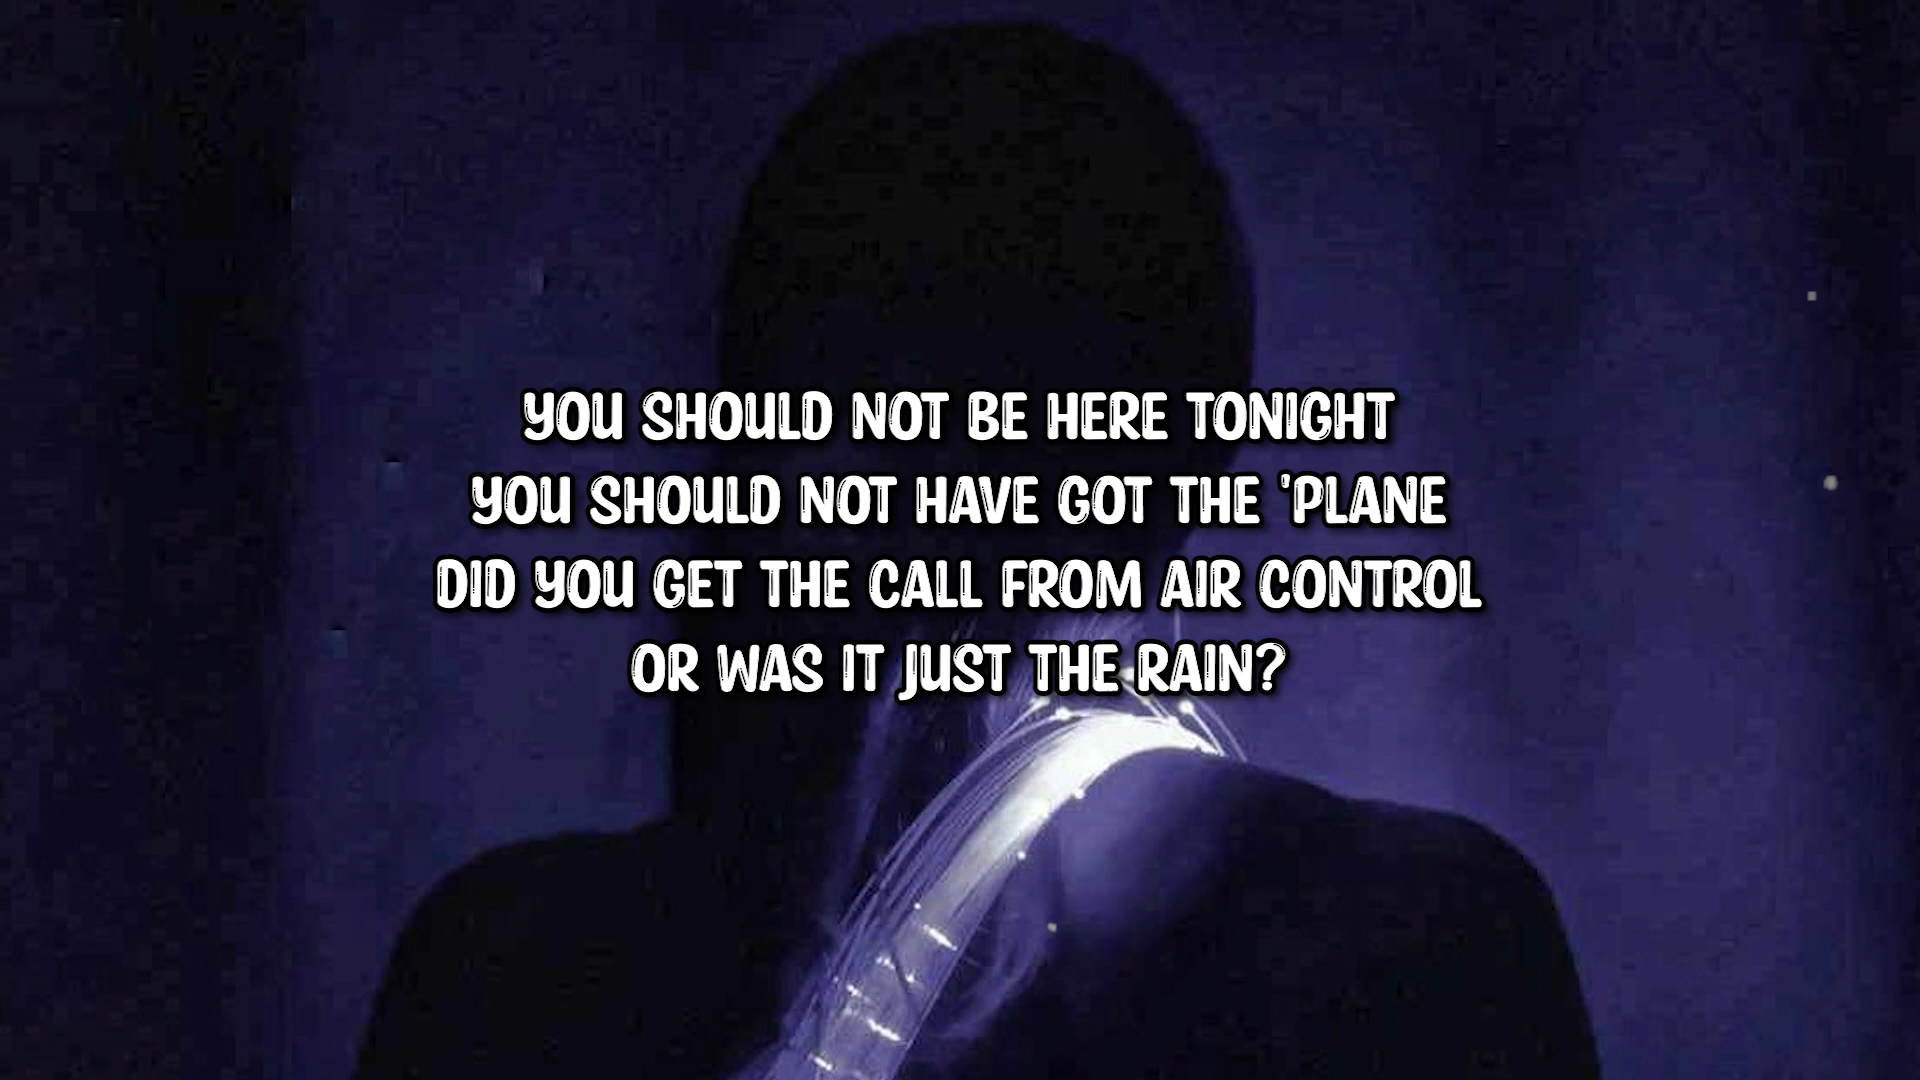 YOU SHOULD NOT BE HERE TONIGHT
YOU SHOULD NOT HAVE GOT THE 'PLANE
DID YOU GET THE CALL FROM AIR CONTROL
OR WAS IT JUST THE RAIN?